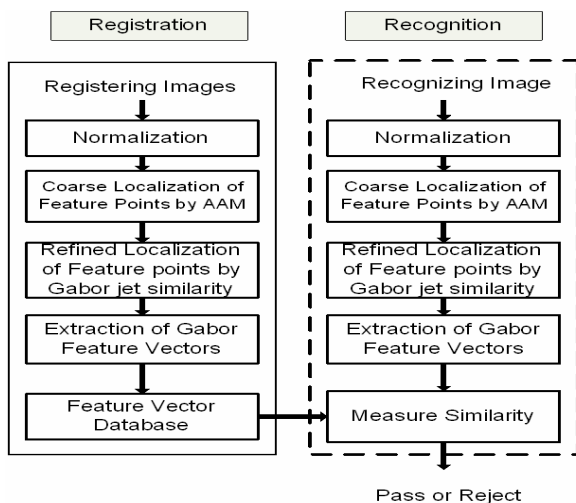 Registration
Registering Images
Normalization
Coarse Localization of
Feature Points by AAM
Refined Localization
of Feature points by
Gabor jet similarity
Extraction of Gabor
Feature Vectors
Feature Vector
Database
Recognition
Recognizing Image
Normalization
Coarse Localization of
Feature Points by AAM
Refined Localization
of Feature points by
Gabor jet similarity
Extraction of Gabor
Feature Vectors
Measure Similarity
Pass or Reject